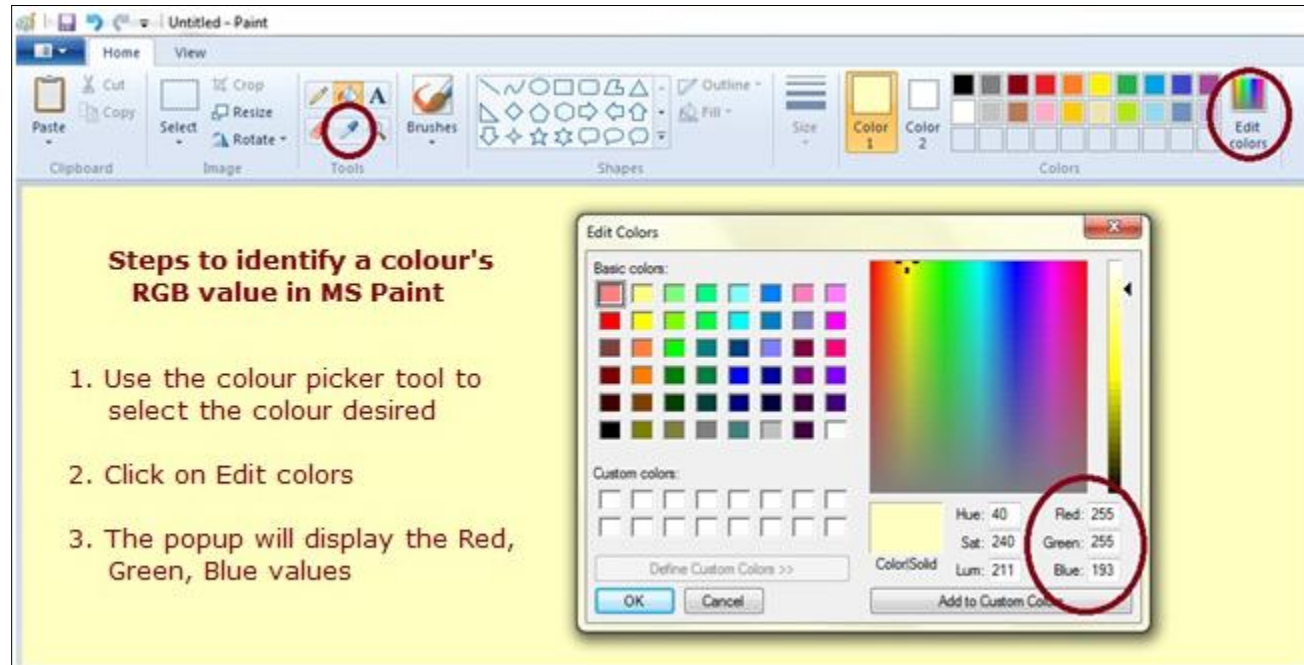 Untitled - Paint
Home View
Cut
Copy
Paste
Clipboard
Select
Crop
Resize
Rotate
Image
A
Tools
Brushes
Outline
Fill
Shapes
Size
Color 1
Color 2
Edit colors
Colors
Steps to identify a colour's
RGB value in MS Paint
1. Use the colour picker tool to
select the colour desired
2. Click on Edit colors
3. The popup will display the Red,
Green, Blue values
Edit Colors
x
Basic colors:
Custom colors:
Define Custom Colors >>
OK Cancel
Color|Solid
Hue: 40 Red: 255
Sat: 240 Green: 255
Lum: 211 Blue: 193
Add to Custom Colors